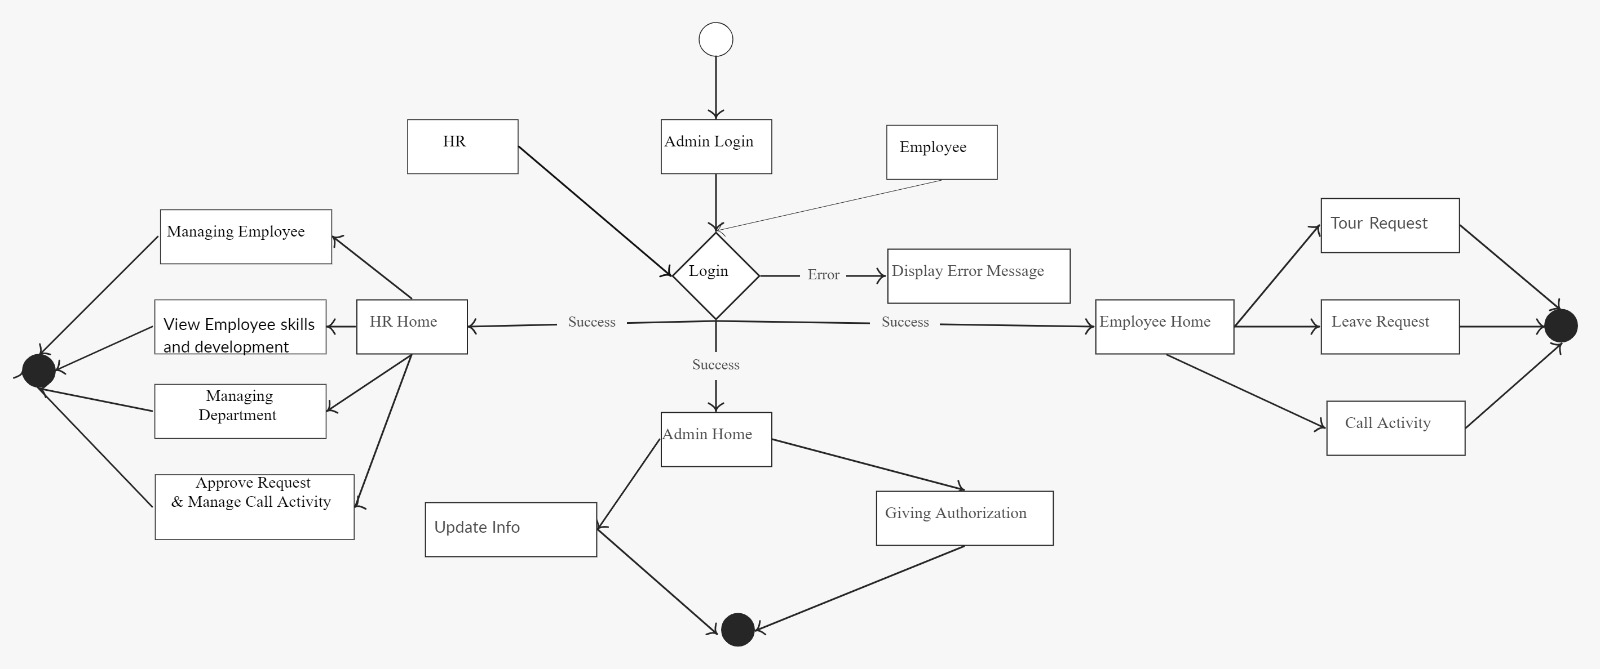 HR
Admin Login
Employee
Managing Employee
Tour Request
Login
Error
Display Error Message
View Employee skills
and development
HR Home
Success
Success
Employee Home
Leave Request
Success
Managing
Department
Admin Home
Call Activity
Approve Request
& Manage Call Activity
Update Info
Giving Authorization